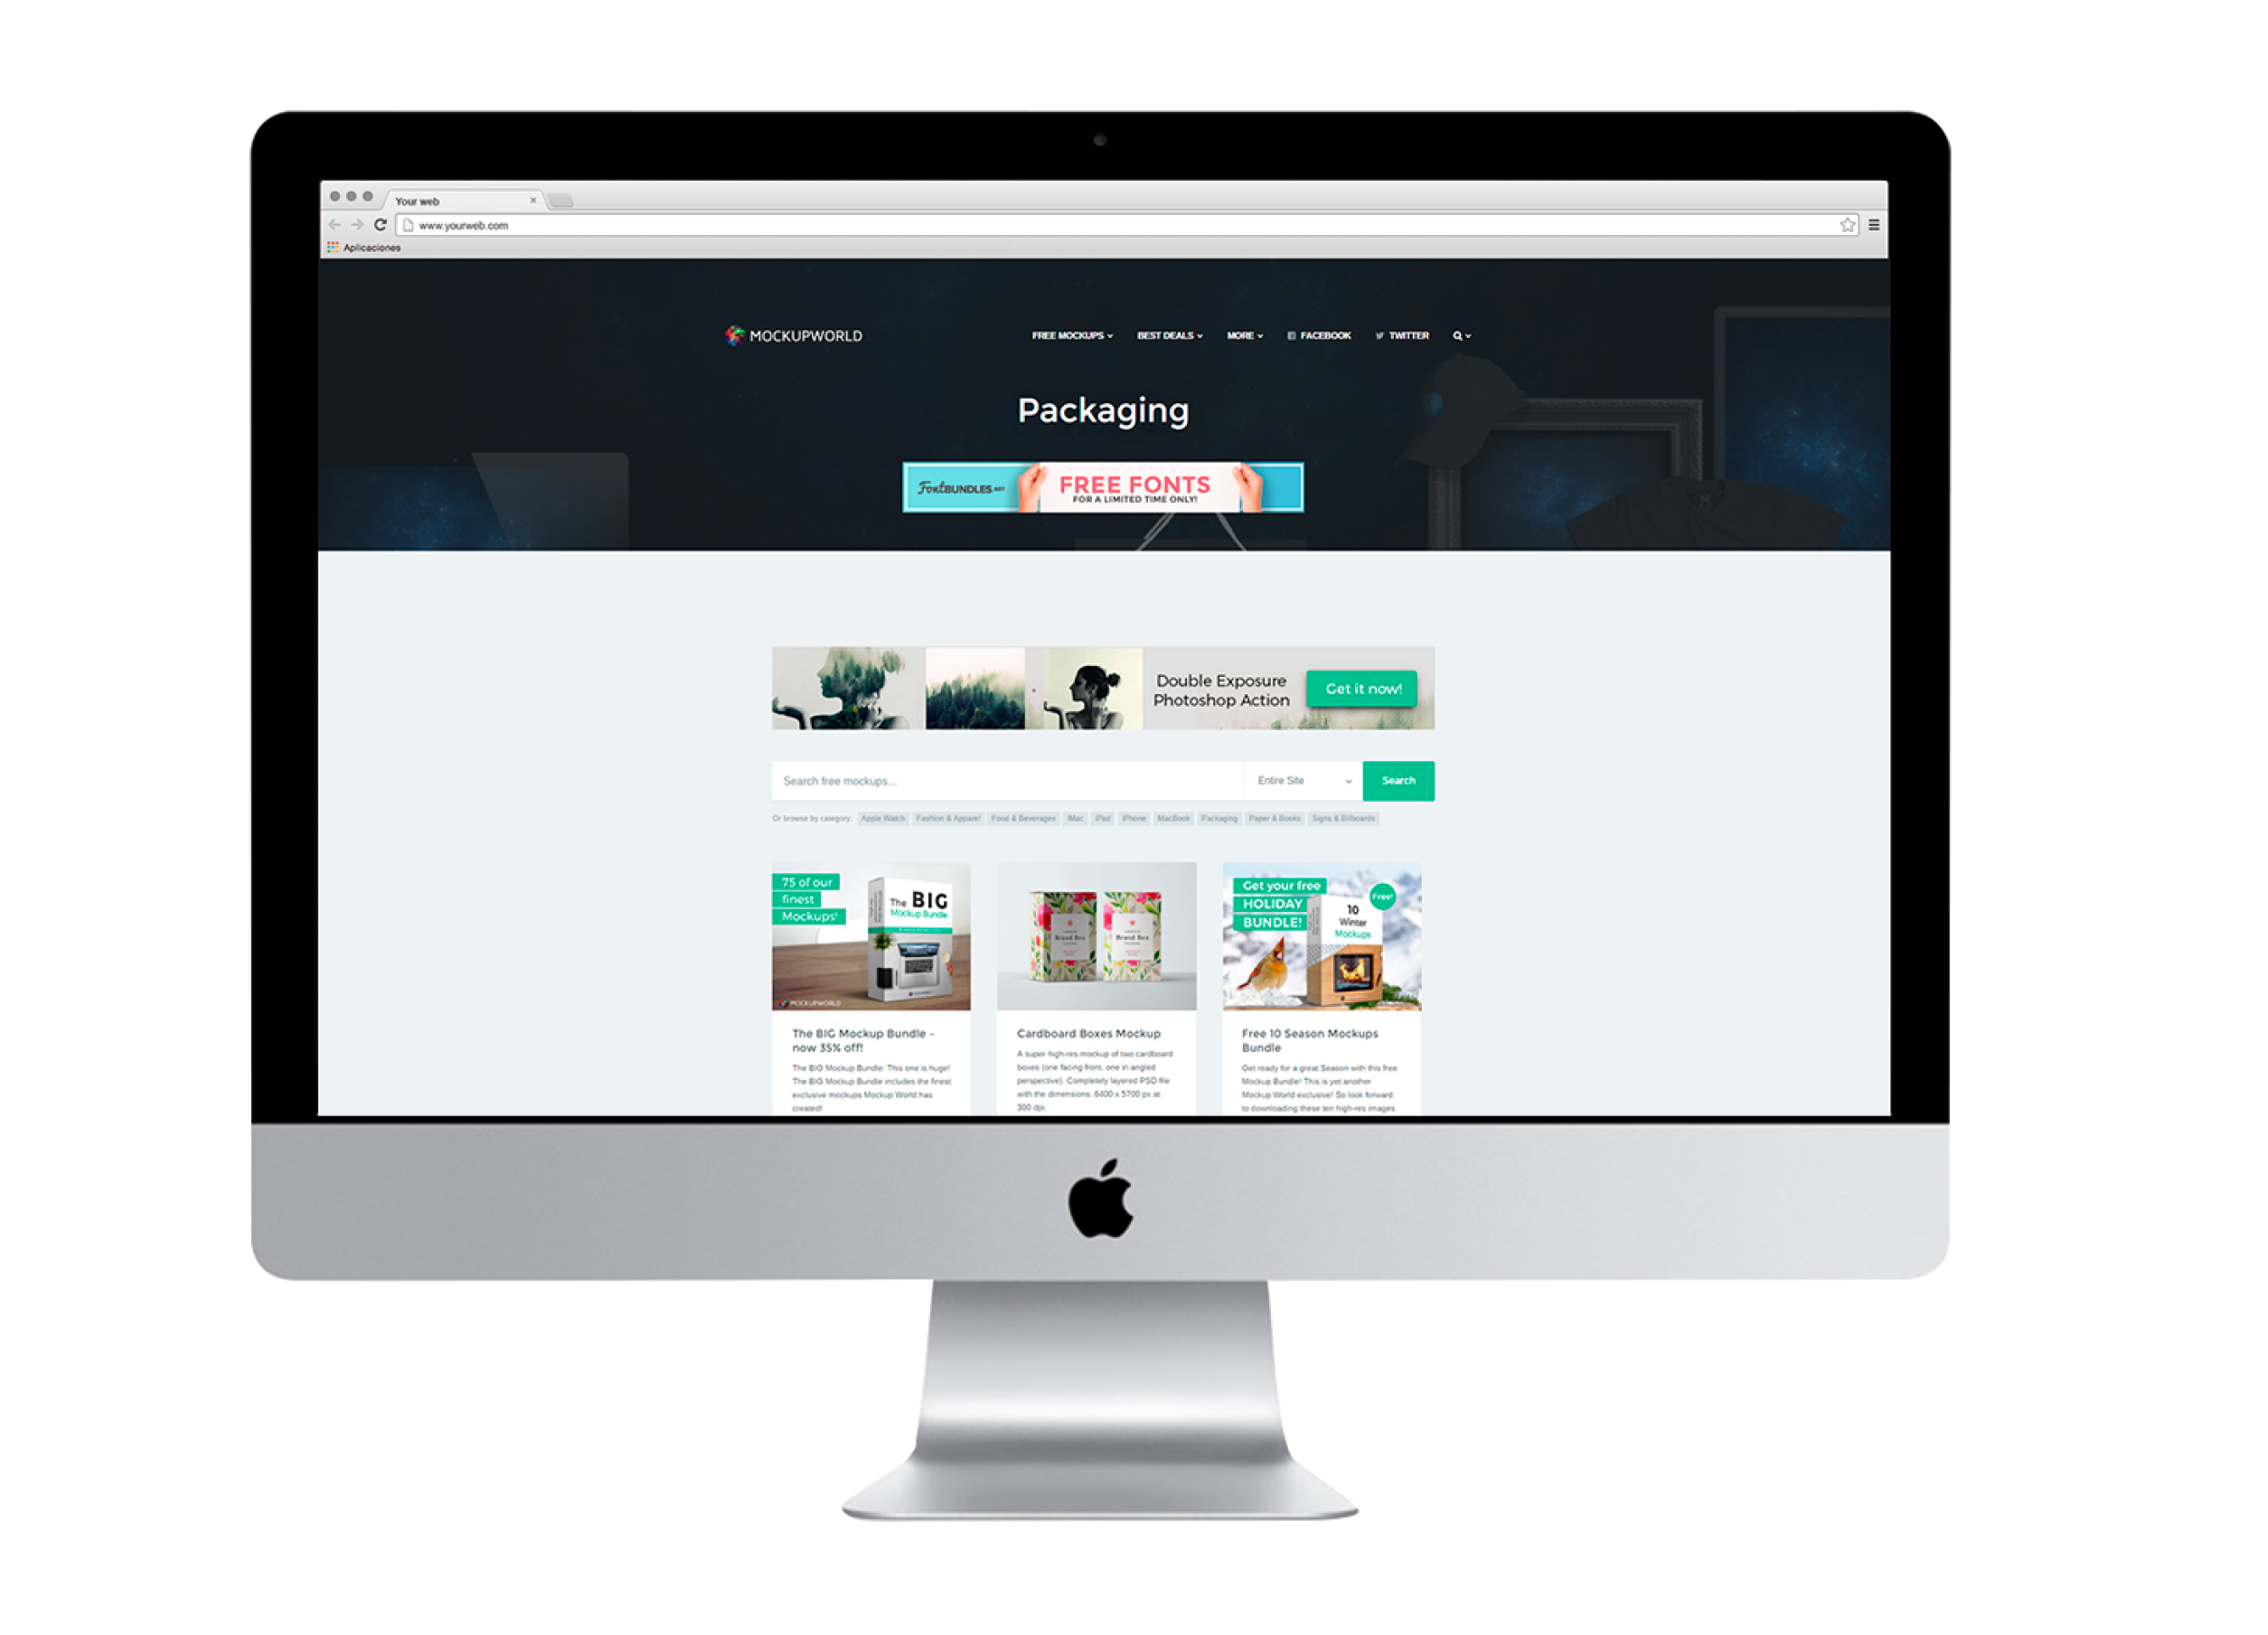 Your web
www.yourweb.com
Aplicaciones
MOCKUPWORLD
FREE MOCKUPS
BEST DEALS
MORE
FACEBOOK
TWITTER
Packaging
FontBUNDLES.NET
FREE FONTS
FOR A LIMITED TIME ONLY!
Double Exposure
Photoshop Action
Get it now!
Search free mockups...
Entire Site
Search
Or browse by category:
Apple Watch
Fashion & Apparel
Food & Beverages
iMac
iPad
iPhone
MacBook
Packaging
Paper & Books
Signs & Billboards
75 of our
finest
Mockups!
The BIG
Mockup Bundle
MOCKUPWORLD
Brand Box
Brand Box
Get your free
HOLIDAY
BUNDLE!
Free!
10
Winter
Mockups
The BIG Mockup Bundle –
now 35% off!
The BIG Mockup Bundle: This one is huge!
The BIG Mockup Bundle includes the finest
exclusive mockups Mockup World has
created!
Cardboard Boxes Mockup
A super high-res mockup of two cardboard
boxes (one facing front, one in angled
perspective). Completely layered PSD file
with the dimensions: 6400 x 5700 px at
300 dpi.
Free 10 Season Mockups
Bundle
Get ready for a great Season with this free
Mockup Bundle! This is yet another
Mockup World exclusive! So look forward
to downloading these ten high-res images